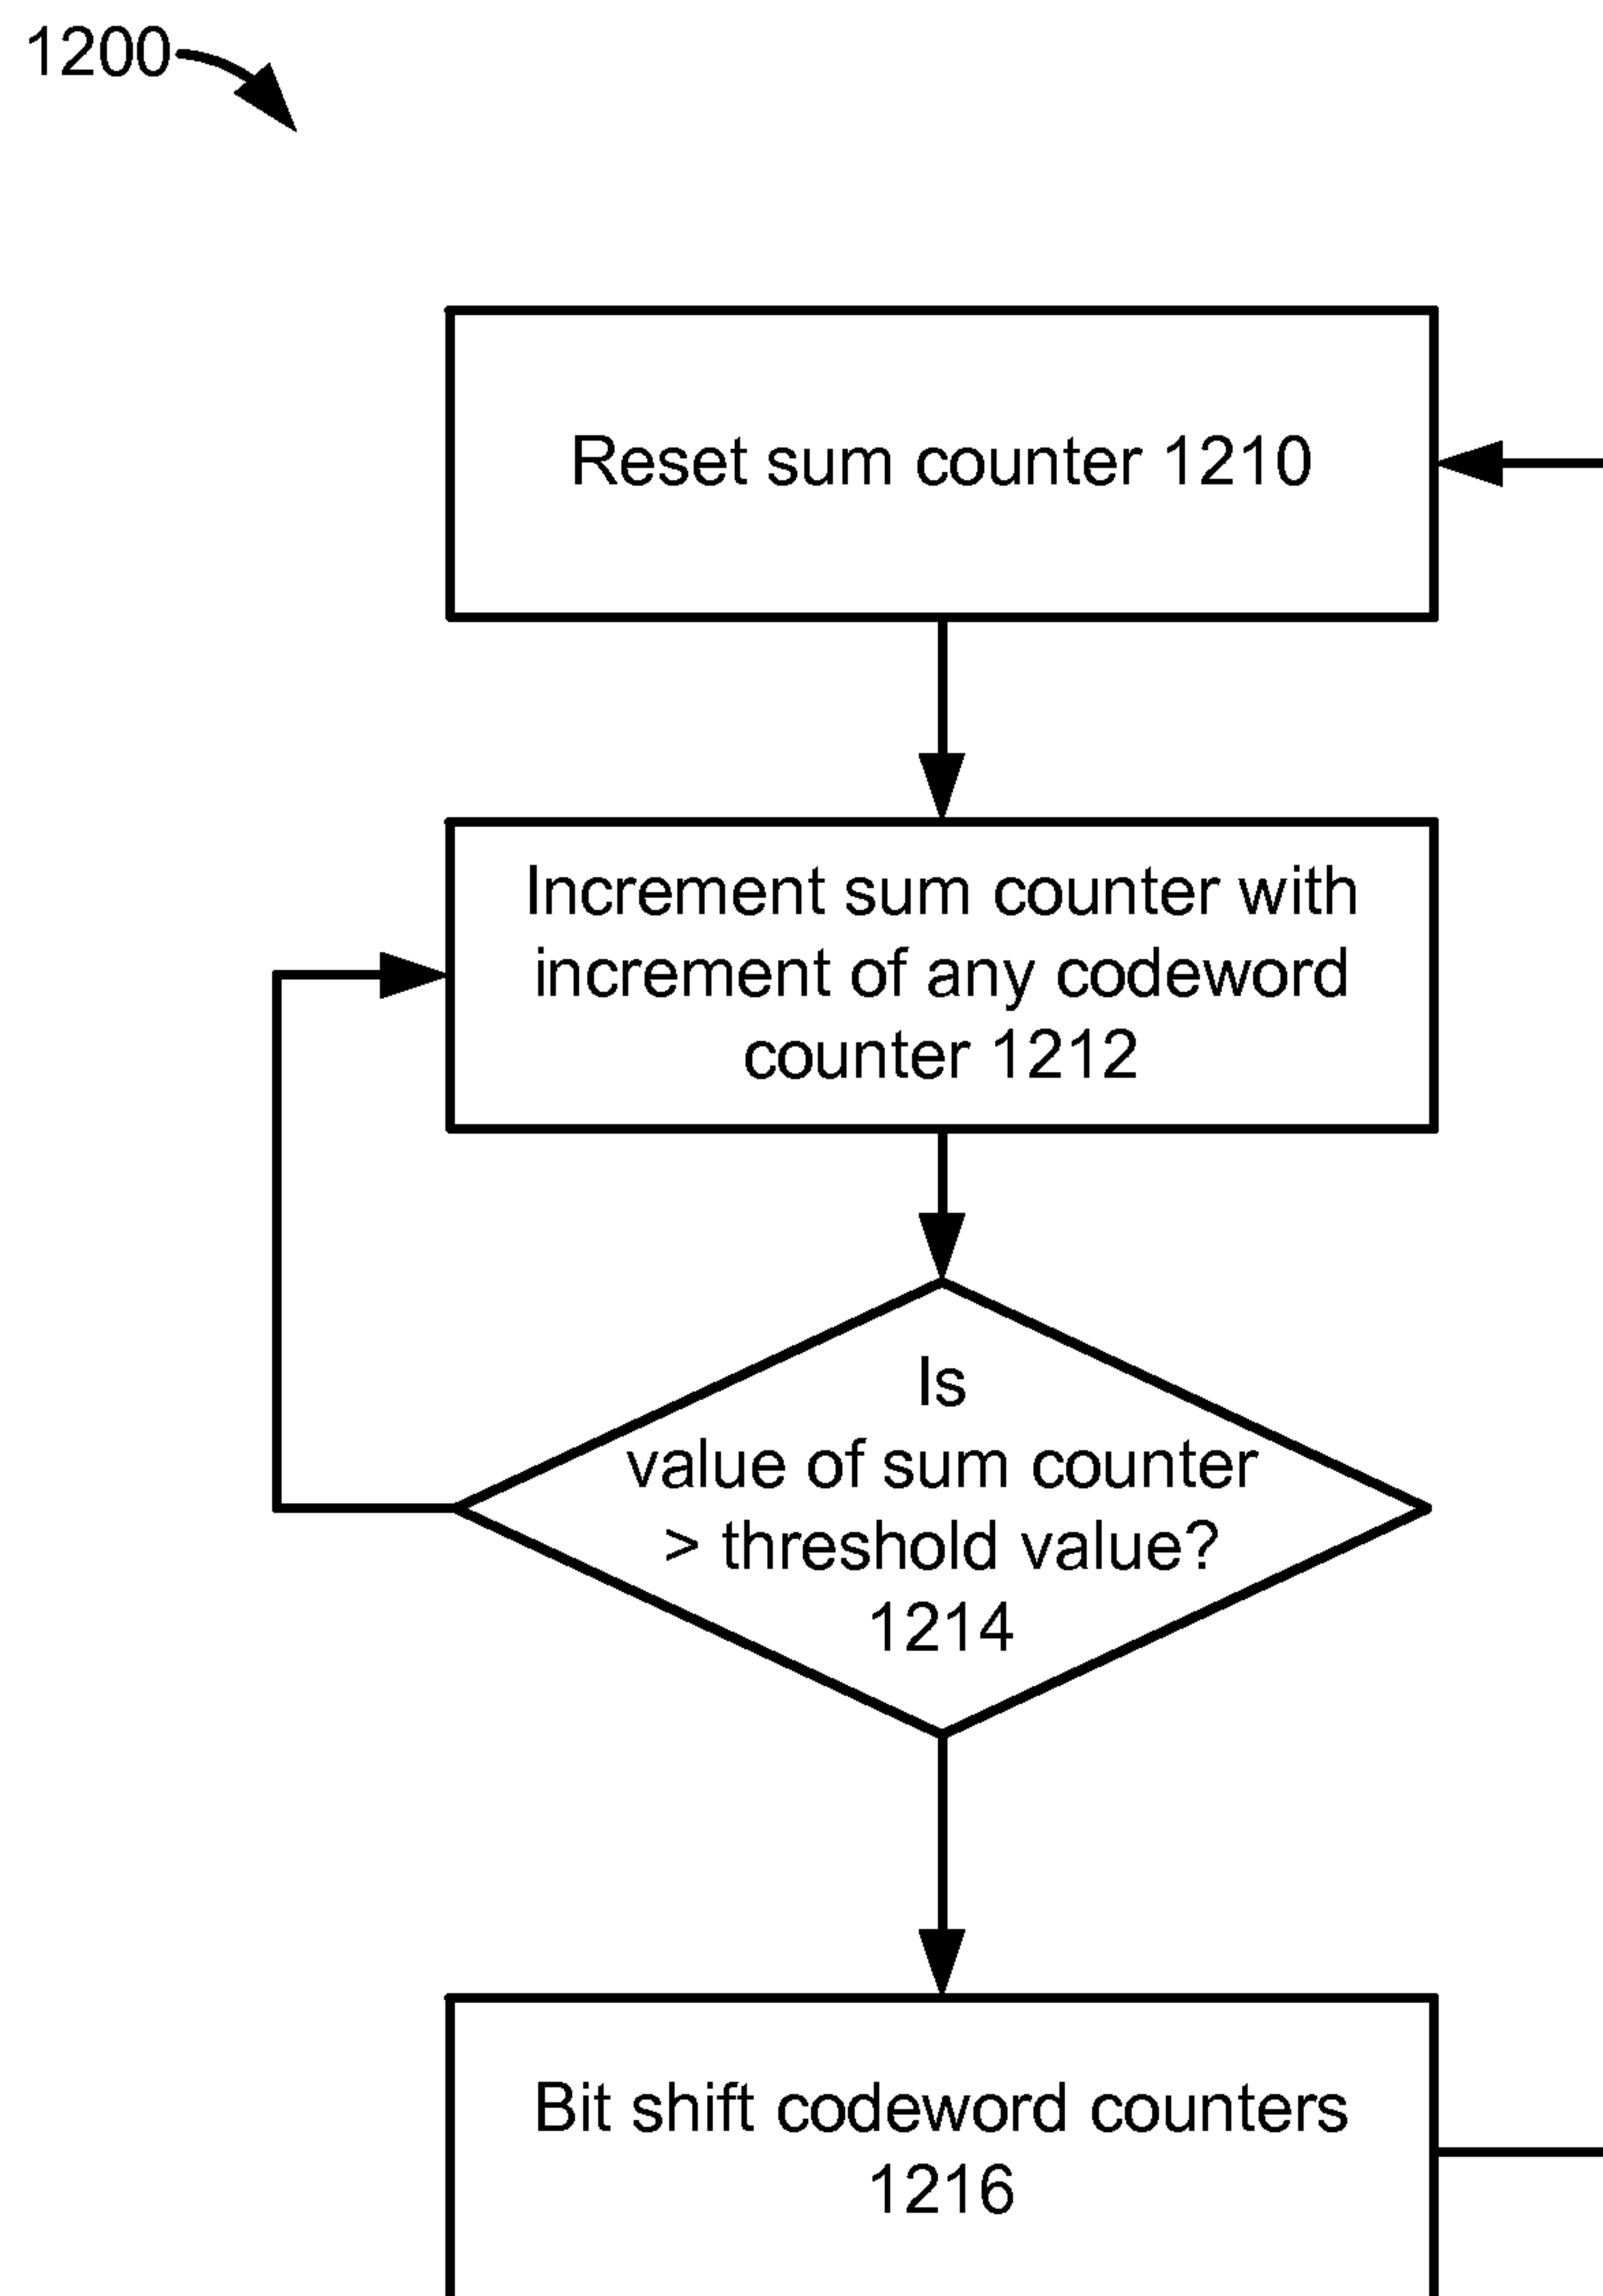 1200
Reset sum counter 1210
Increment sum counter with
increment of any codeword
counter 1212
Is
value of sum counter
> threshold value?
1214
Bit shift codeword counters
1216